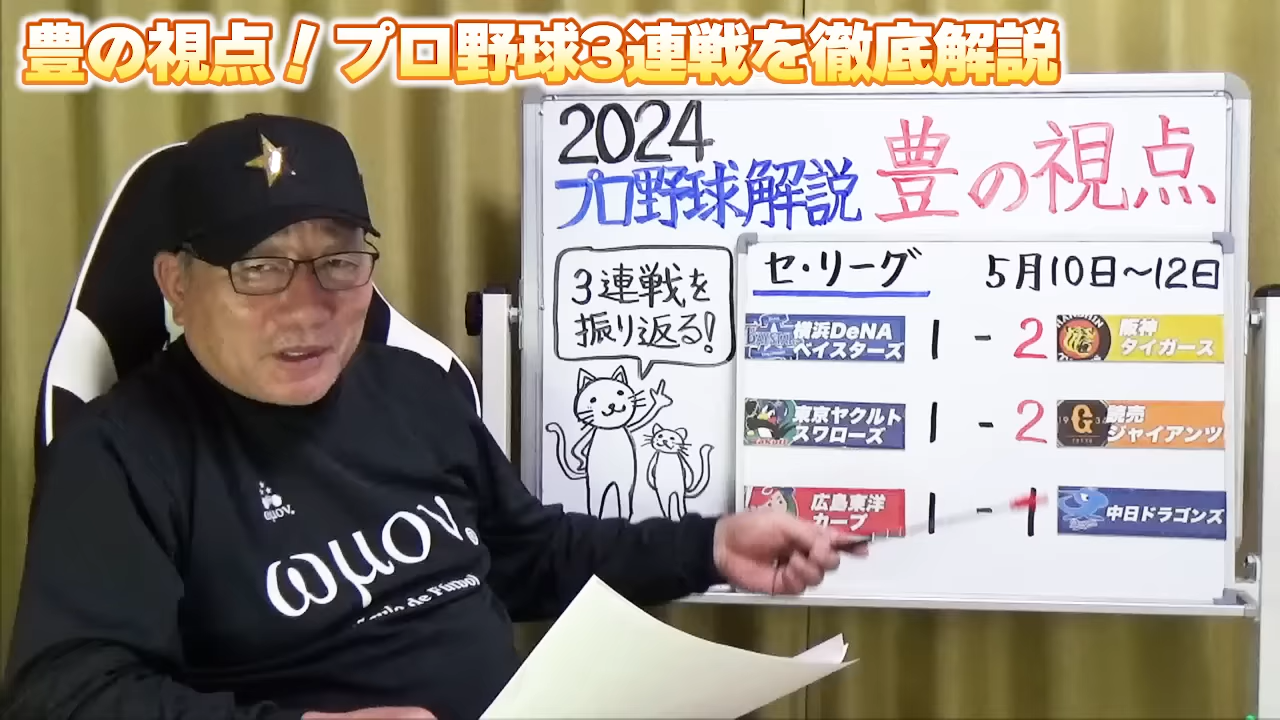 豊の視点!プロ野球3連戦を徹底解説
2024
プロ野球解説 豊の視点
3連戦を
振り返る!
セ・リーグ 5月10日〜12日
横浜DeNA
ベイスターズ
1 - 2
阪神
タイガース
東京ヤクルト
スワローズ
1 - 2
読売
ジャイアンツ
広島東洋
カープ
1 - 1
中日ドラゴンズ
ωμον.
ωμον.